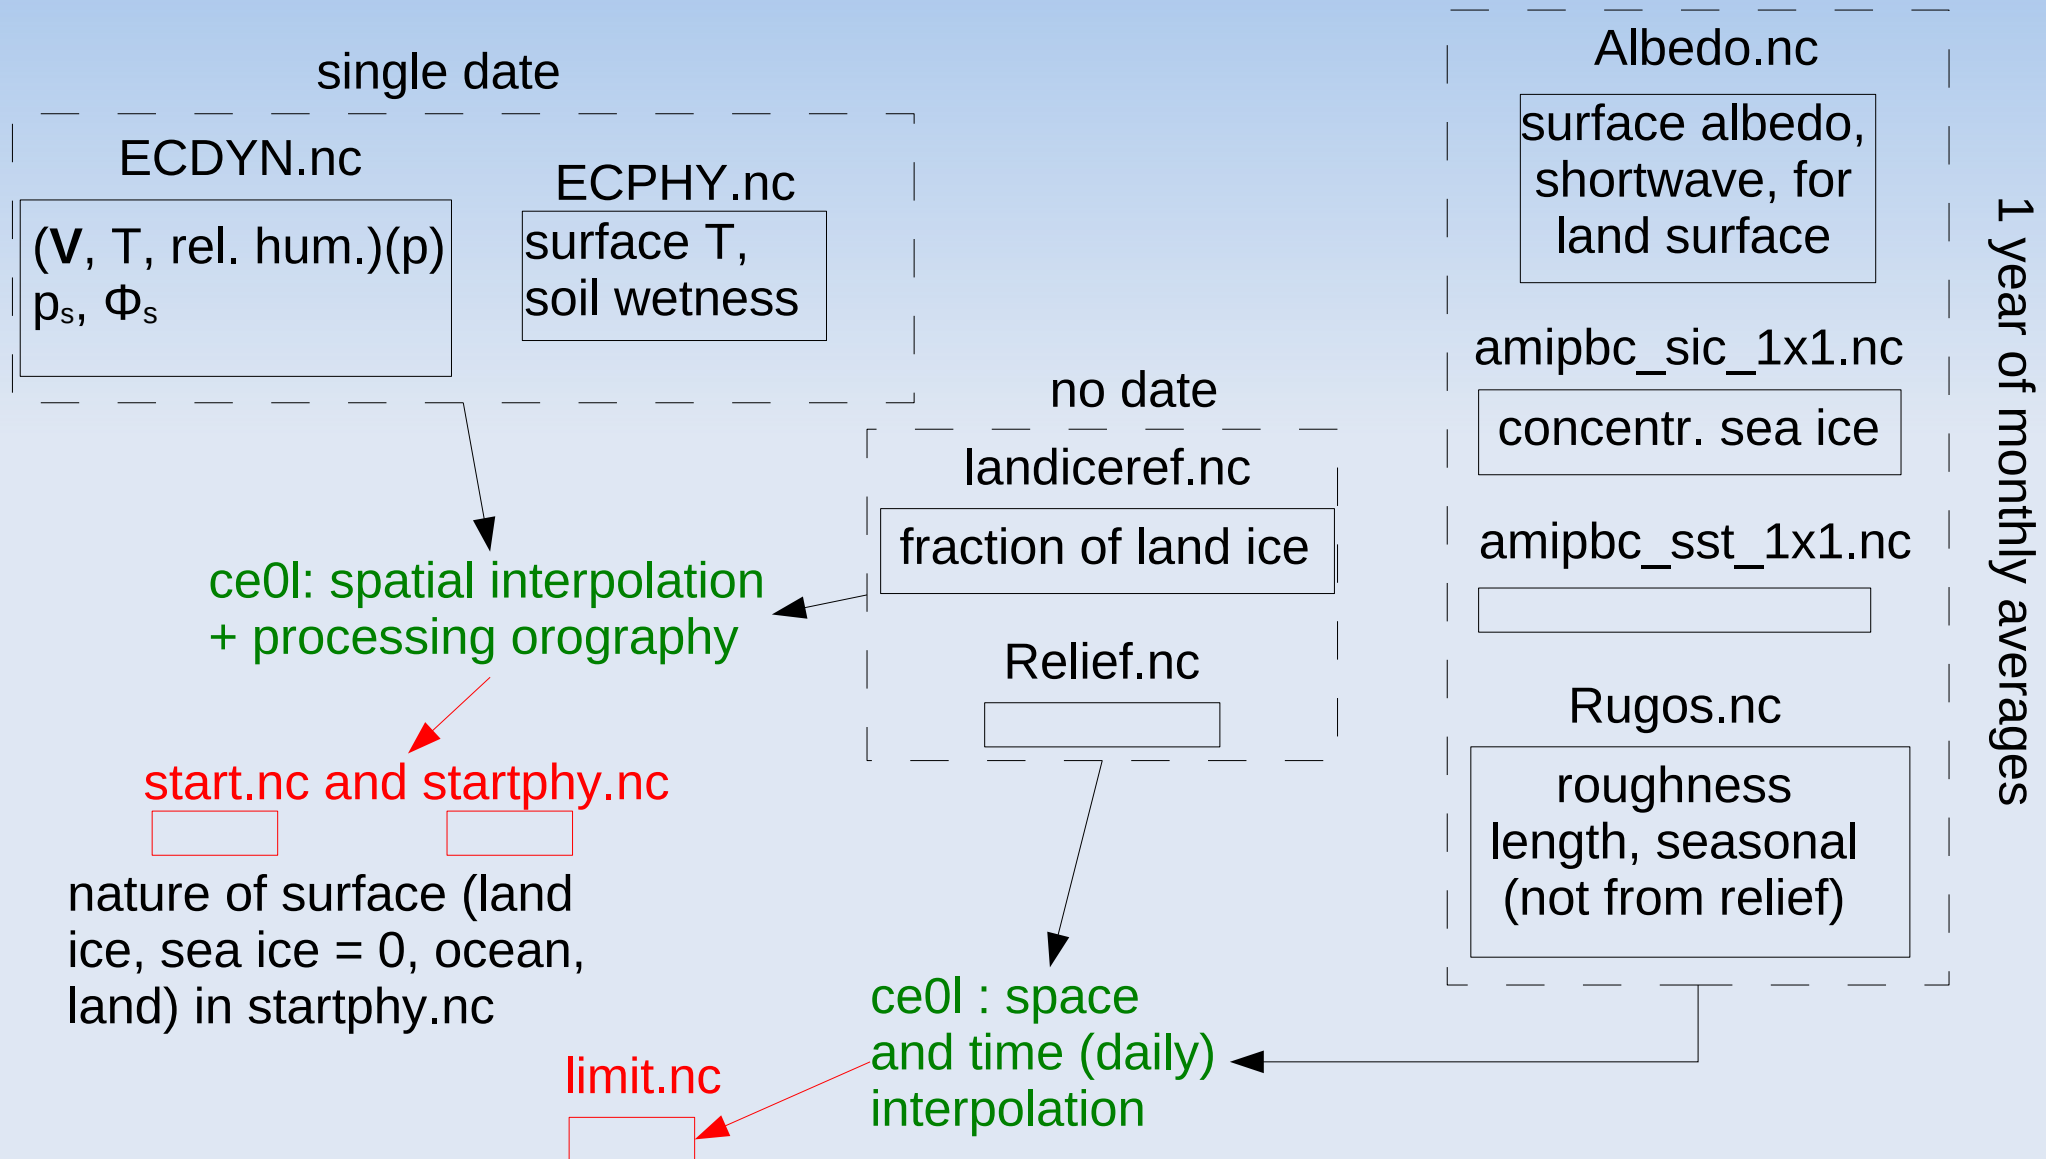 single date
ECDYN.nc
(V, T, rel. hum.)(p)
ps, Φs
ECPHY.nc
surface T,
soil wetness
no date
landiceref.nc
fraction of land ice
Relief.nc
Albedo.nc
surface albedo,
shortwave, for
land surface
amipbc_sic_1x1.nc
concentr. sea ice
amipbc_sst_1x1.nc
Rugos.nc
roughness
length, seasonal
(not from relief)
1 year of monthly averages
ce0l: spatial interpolation
+ processing orography
start.nc and startphy.nc
nature of surface (land
ice, sea ice = 0, ocean,
land) in startphy.nc
ce0l : space
and time (daily)
interpolation
limit.nc